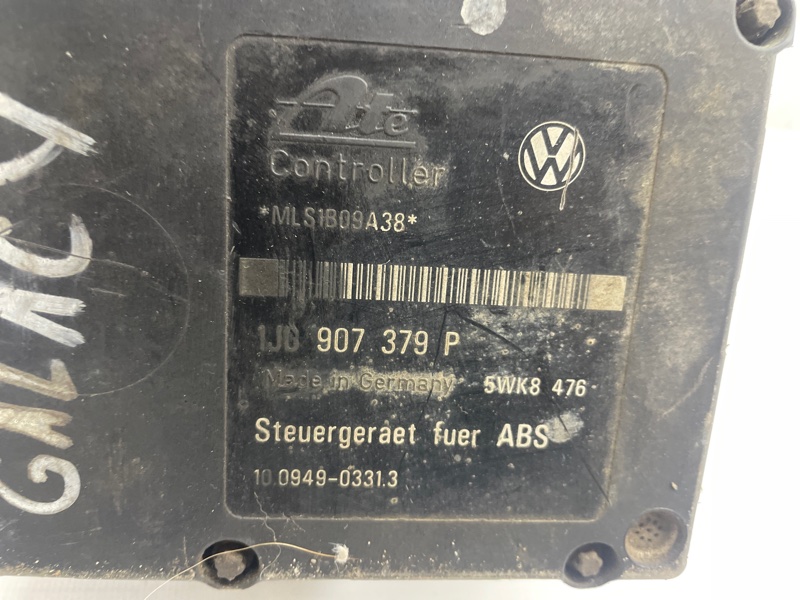 Ate
Controller
*MLS1B09A38*
1J0 907 379 P
Made in Germany 5WK8 476
Steuergeraet fuer ABS
10.0949-0331.3